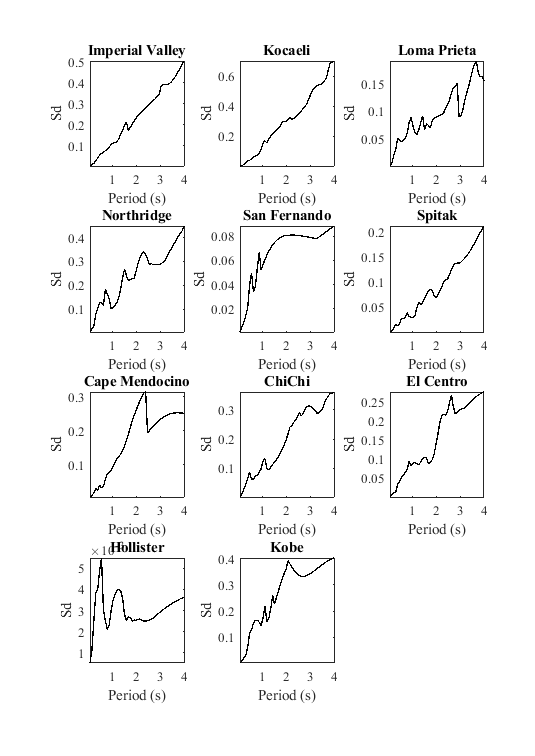 Imperial Valley
0.5
0.4
0.3
0.2
0.1
Sd
1 2 3 4
Period (s)
Kocaeli
0.6
0.4
0.2
Sd
1 2 3 4
Period (s)
Loma Prieta
0.15
0.1
0.05
Sd
1 2 3 4
Period (s)
Northridge
0.4
0.3
0.2
0.1
Sd
1 2 3 4
Period (s)
San Fernando
0.08
0.06
0.04
0.02
Sd
1 2 3 4
Period (s)
Spitak
0.2
0.15
0.1
0.05
Sd
1 2 3 4
Period (s)
Cape Mendocino
0.3
0.2
0.1
Sd
1 2 3 4
Period (s)
ChiChi
0.3
0.2
0.1
Sd
1 2 3 4
Period (s)
El Centro
0.25
0.2
0.15
0.1
0.05
Sd
1 2 3 4
Period (s)
×10
Hollister
5
4
3
2
1
Sd
1 2 3 4
Period (s)
Kobe
0.4
0.3
0.2
0.1
Sd
1 2 3 4
Period (s)